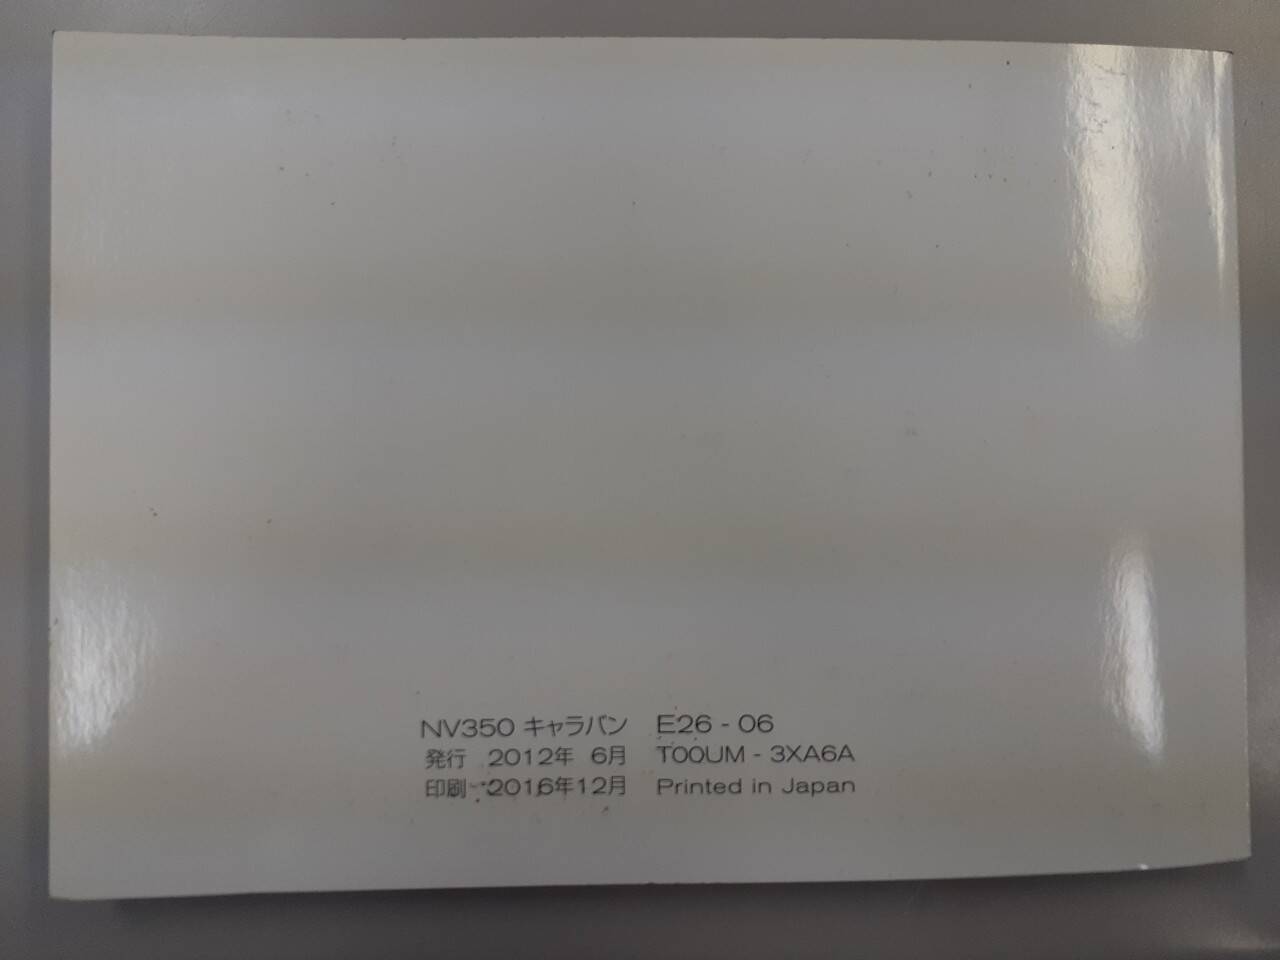 NV350 キャラバン E26 - 06
発行 2012年 6月 T00UM - 3XA6A
印刷 2016年12月 Printed in Japan